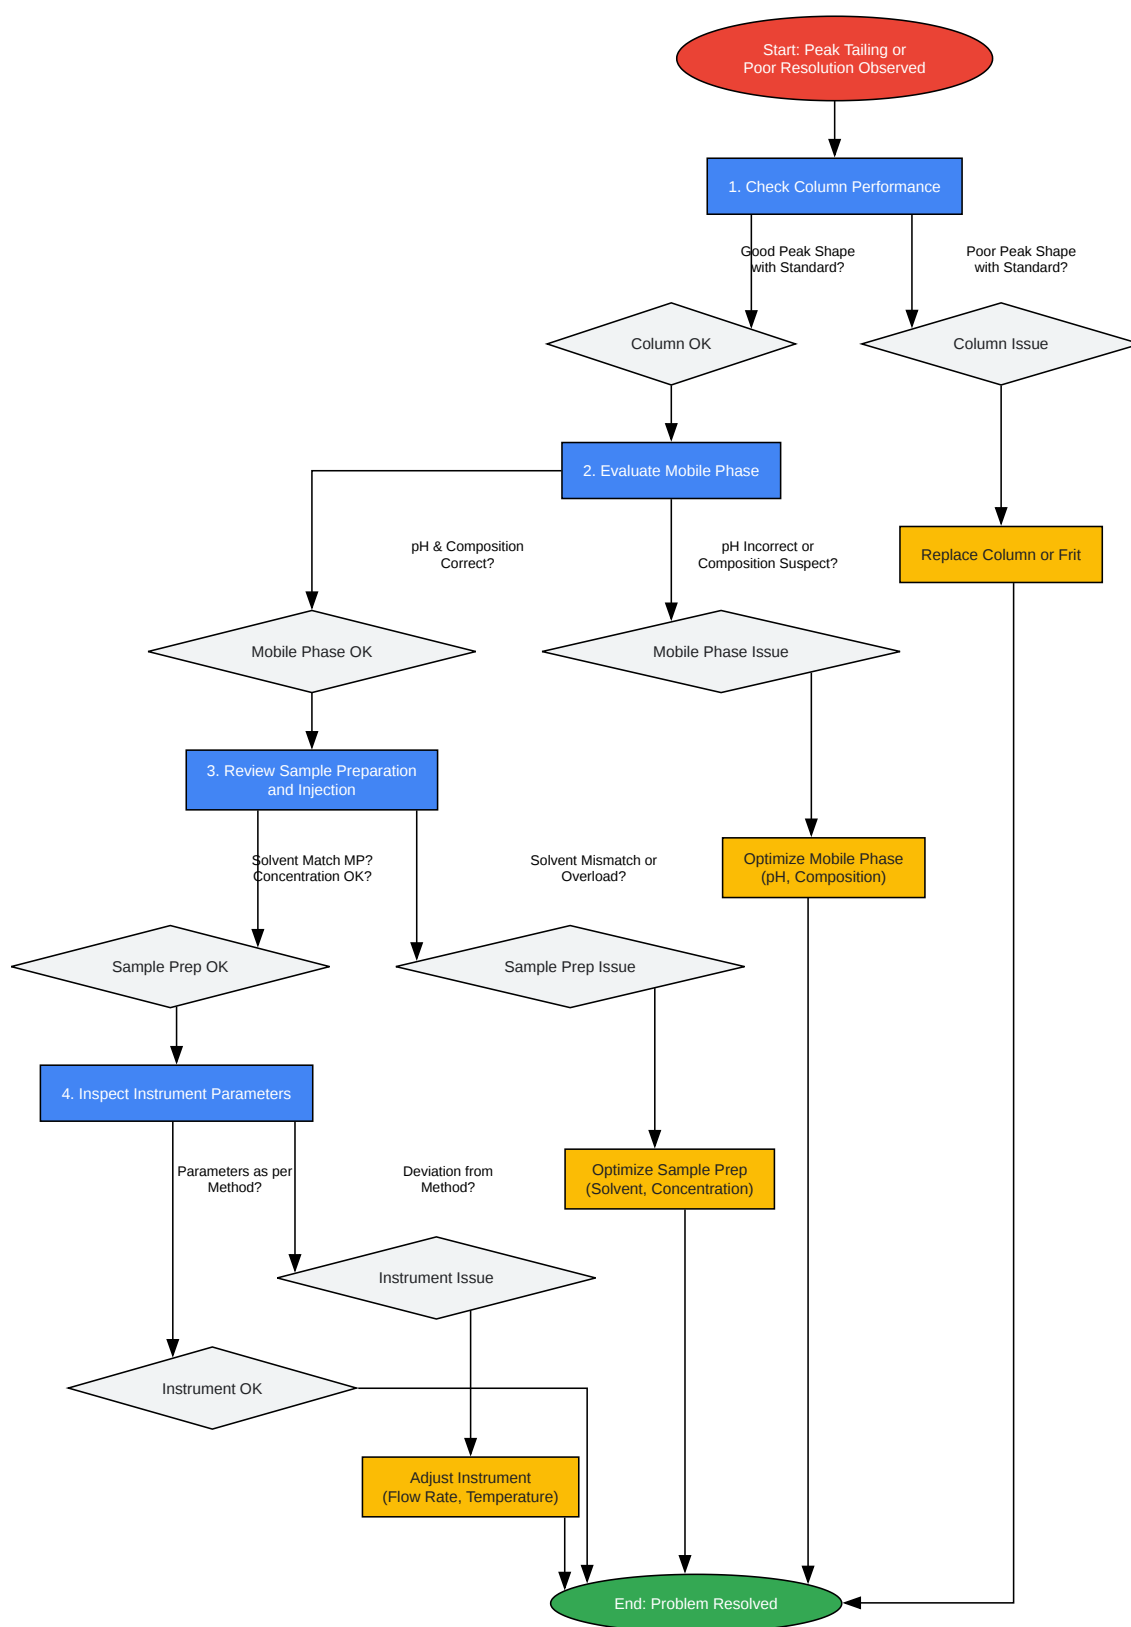 Start: Peak Tailing or
Poor Resolution Observed
1. Check Column Performance
Good Peak Shape
with Standard?
Poor Peak Shape
with Standard?
Column OK
Column Issue
2. Evaluate Mobile Phase
pH & Composition
Correct?
pH Incorrect or
Composition Suspect?
Replace Column or Frit
Mobile Phase OK
Mobile Phase Issue
3. Review Sample Preparation
and Injection
Solvent Match MP?
Concentration OK?
Solvent Mismatch or
Overload?
Optimize Mobile Phase
(pH, Composition)
Sample Prep OK
Sample Prep Issue
4. Inspect Instrument Parameters
Parameters as per
Method?
Deviation from
Method?
Optimize Sample Prep
(Solvent, Concentration)
Instrument Issue
Instrument OK
Adjust Instrument
(Flow Rate, Temperature)
End: Problem Resolved